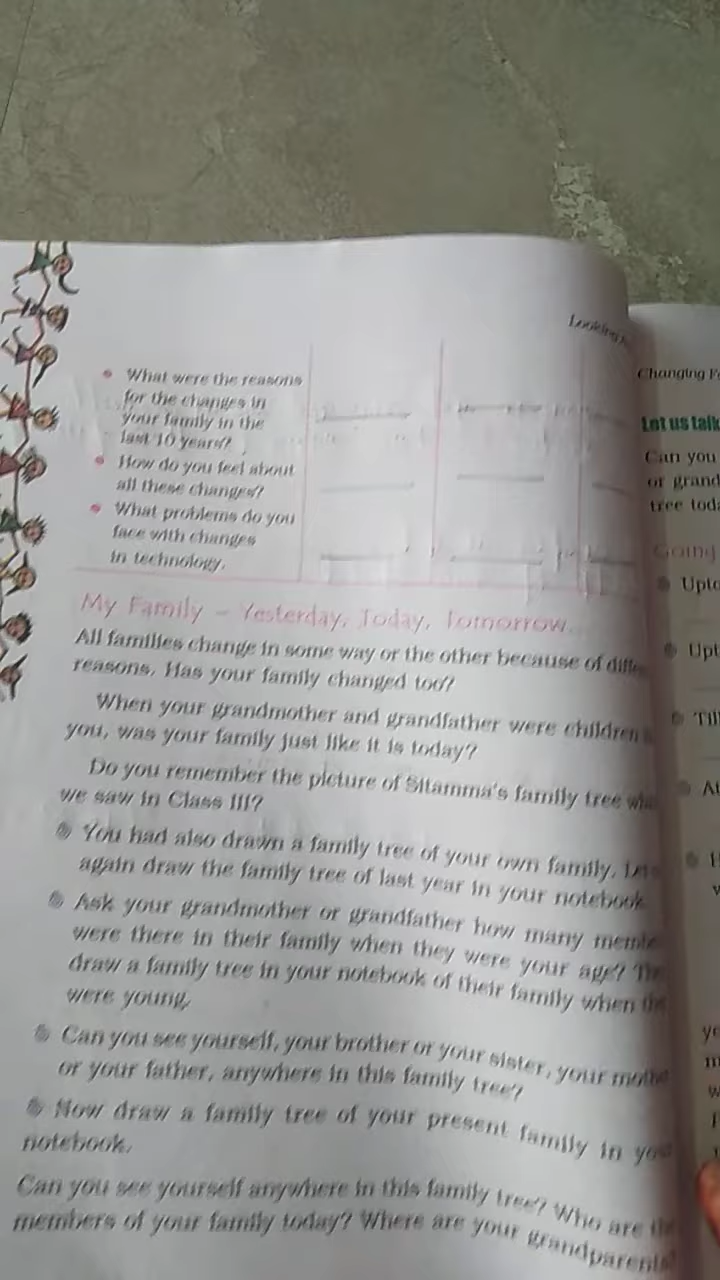 Looking
• What were the reasons
for the changes in
your family in the
last 10 years?
• How do you feel about
all these changes?
• What problems do you
face with changes
in technology.
My Family – Yesterday, Today, Tomorrow.
All families change in some way or the other because of
reasons. Has your family changed too?
When your grandmother and grandfather were children
you, was your family just like it is today?
Do you remember the picture of Sitamma's family tree
we saw in Class III?
You had also drawn a family tree of your own family.
again draw the family tree of last year in your notebook
Ask your grandmother or grandfather how many
were there in their family when they were your age?
draw a family tree in your notebook of their family when
were young.
Can you see yourself, your brother or your sister, your
or your father, anywhere in this family tree?
Now draw a family tree of your present family in
notebook.
Can you see yourself anywhere in this family tree? Who are
members of your family today? Where are your grandparents
Changing
Let us talk
Can you
or grand
tree
Going
Upto